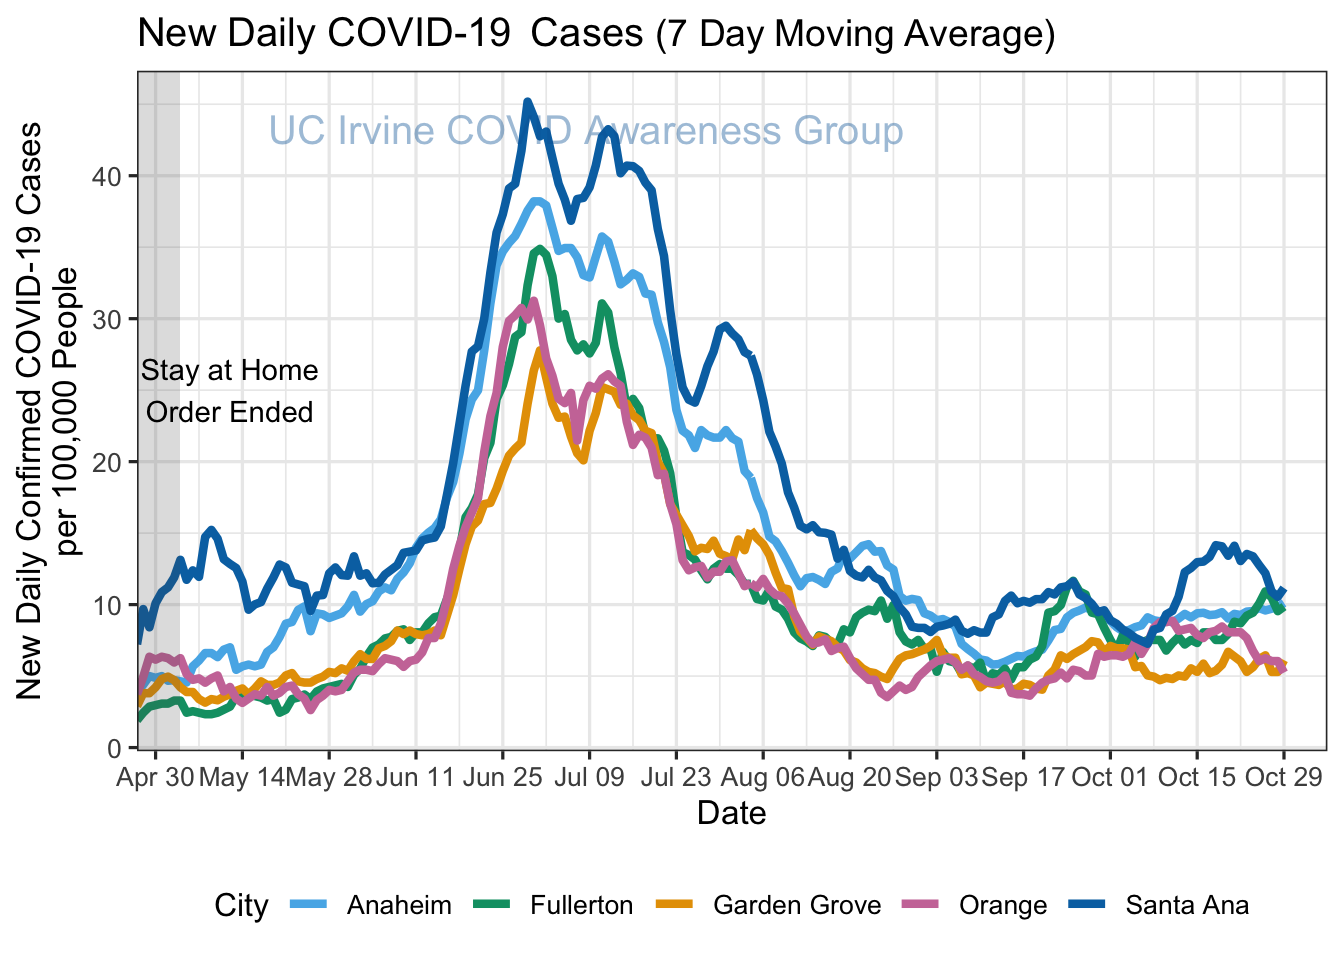 New Daily COVID-19 Cases (7 Day Moving Average)
UC Irvine COVID Awareness Group
New Daily Confirmed COVID-19 Cases
per 100,000 People
40
30
20
10
0
Stay at Home
Order Ended
Apr 30 May 14 May 28 Jun 11 Jun 25 Jul 09 Jul 23 Aug 06 Aug 20 Sep 03 Sep 17 Oct 01 Oct 15 Oct 29
Date
City Anaheim Fullerton Garden Grove Orange Santa Ana